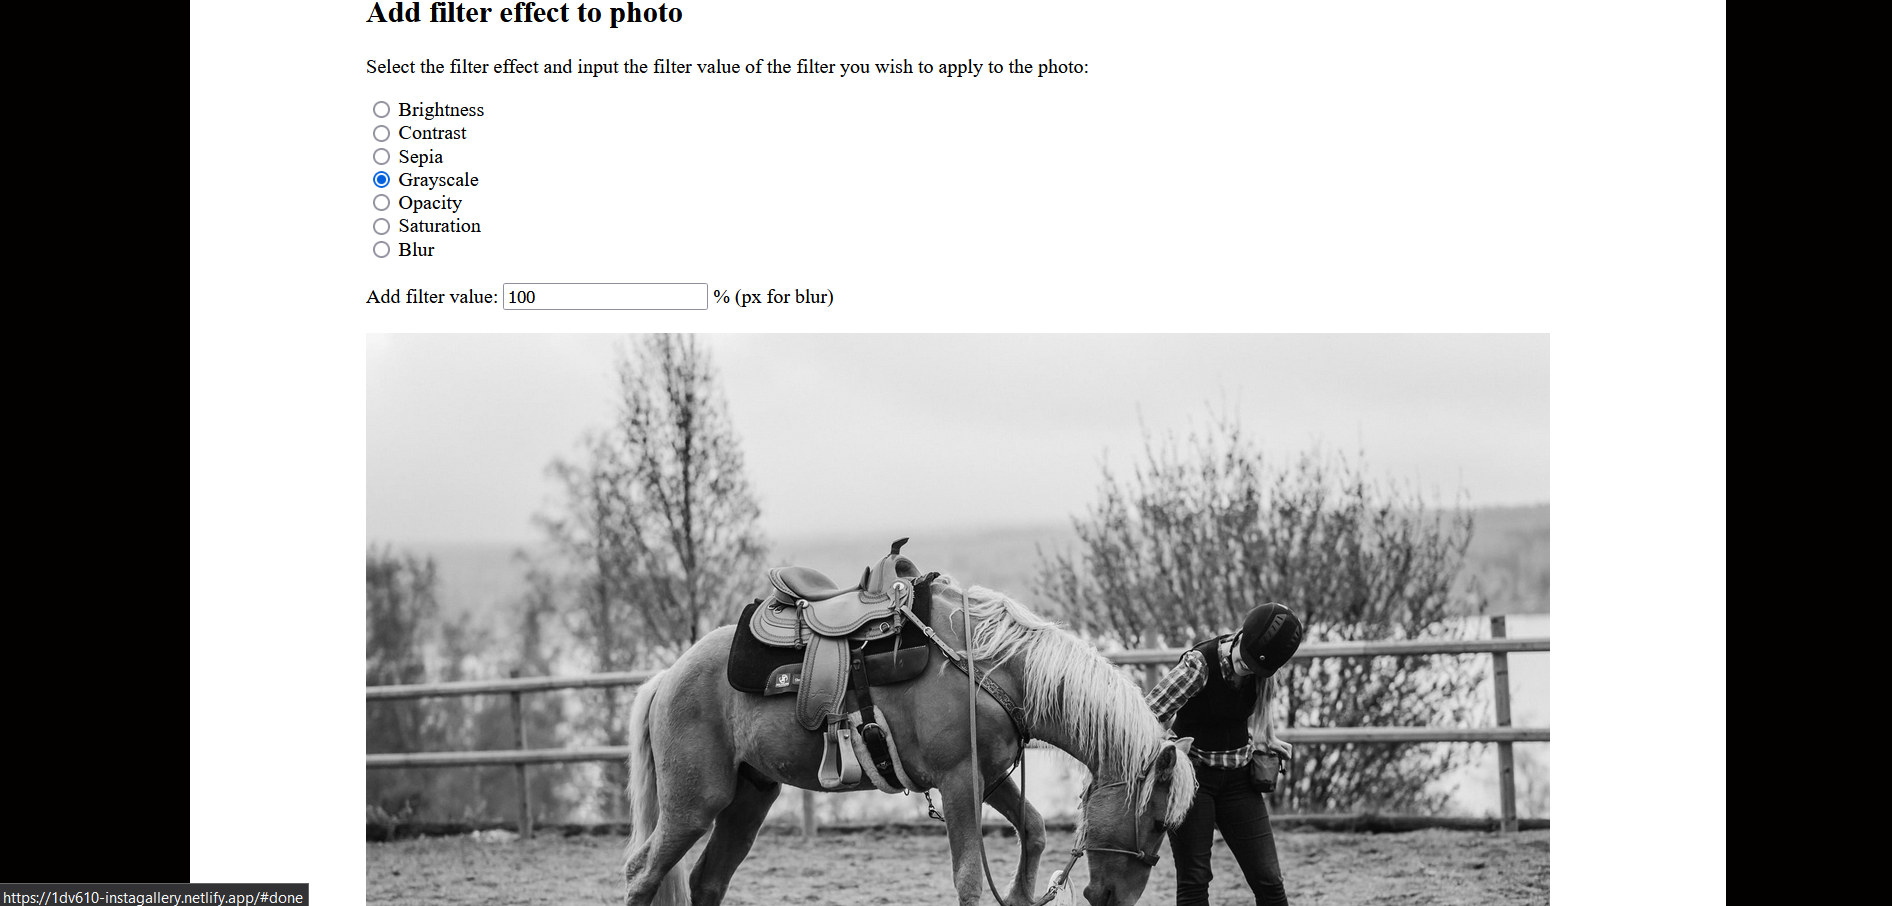 Add filter effect to photo
Select the filter effect and input the filter value of the filter you wish to apply to the photo:
Brightness
Contrast
Sepia
Grayscale
Opacity
Saturation
Blur
Add filter value: 100 % (px for blur)
https://1dv610-instagallery.netlify.app/#done